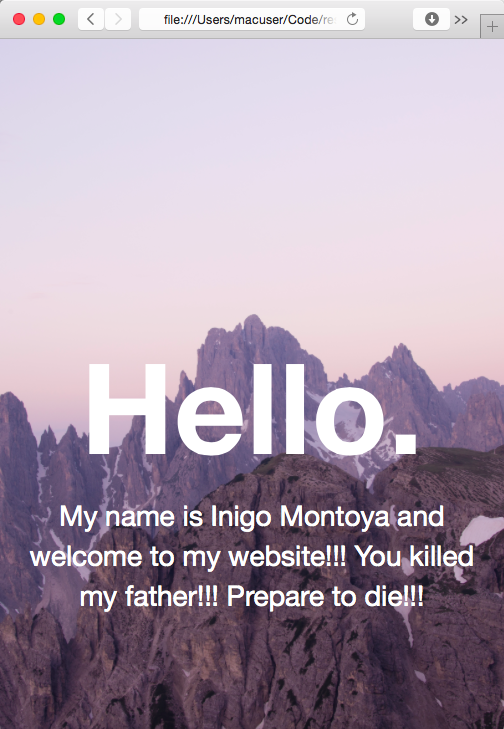 file:///Users/macuser/Code/re
Hello.
My name is Inigo Montoya and
welcome to my website!!! You killed
my father!!! Prepare to die!!!